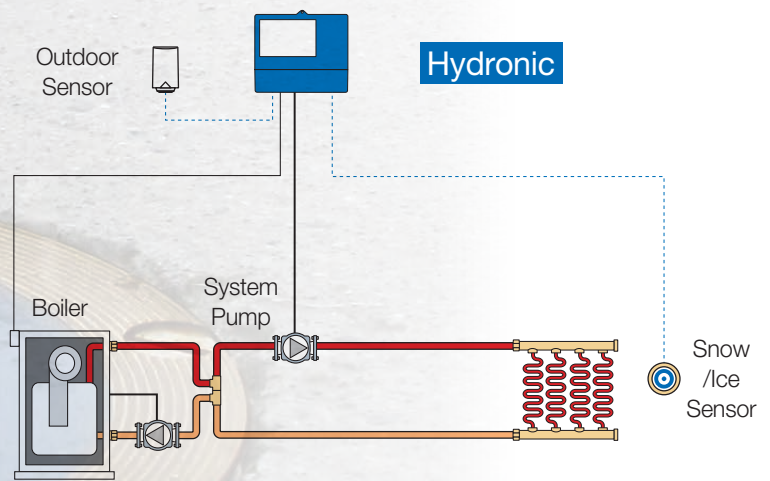 Outdoor
Sensor
Hydronic
Boiler
System
Pump
Snow
/Ice
Sensor